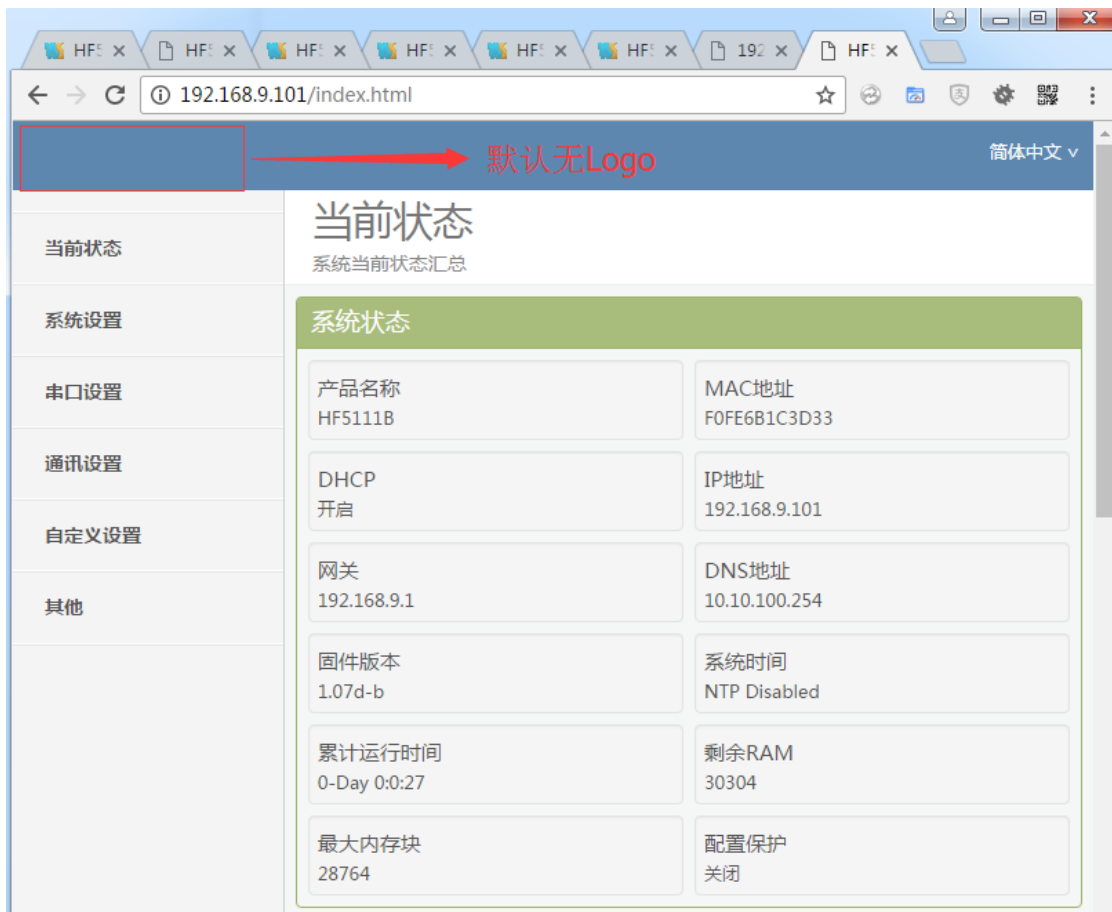 HF5
HF5
HF5
HF5
HF5
HF5
192
HF5
192.168.9.101/index.html
默认无Logo
简体中文
当前状态
系统当前状态汇总
当前状态
系统设置
串口设置
通讯设置
自定义设置
其他
系统状态
产品名称
HF5111B
MAC地址
F0FE6B1C3D33
DHCP
开启
IP地址
192.168.9.101
网关
192.168.9.1
DNS地址
10.10.100.254
固件版本
1.07d-b
系统时间
NTP Disabled
累计运行时间
0-Day 0:0:27
剩余RAM
30304
最大内存块
28764
配置保护
关闭